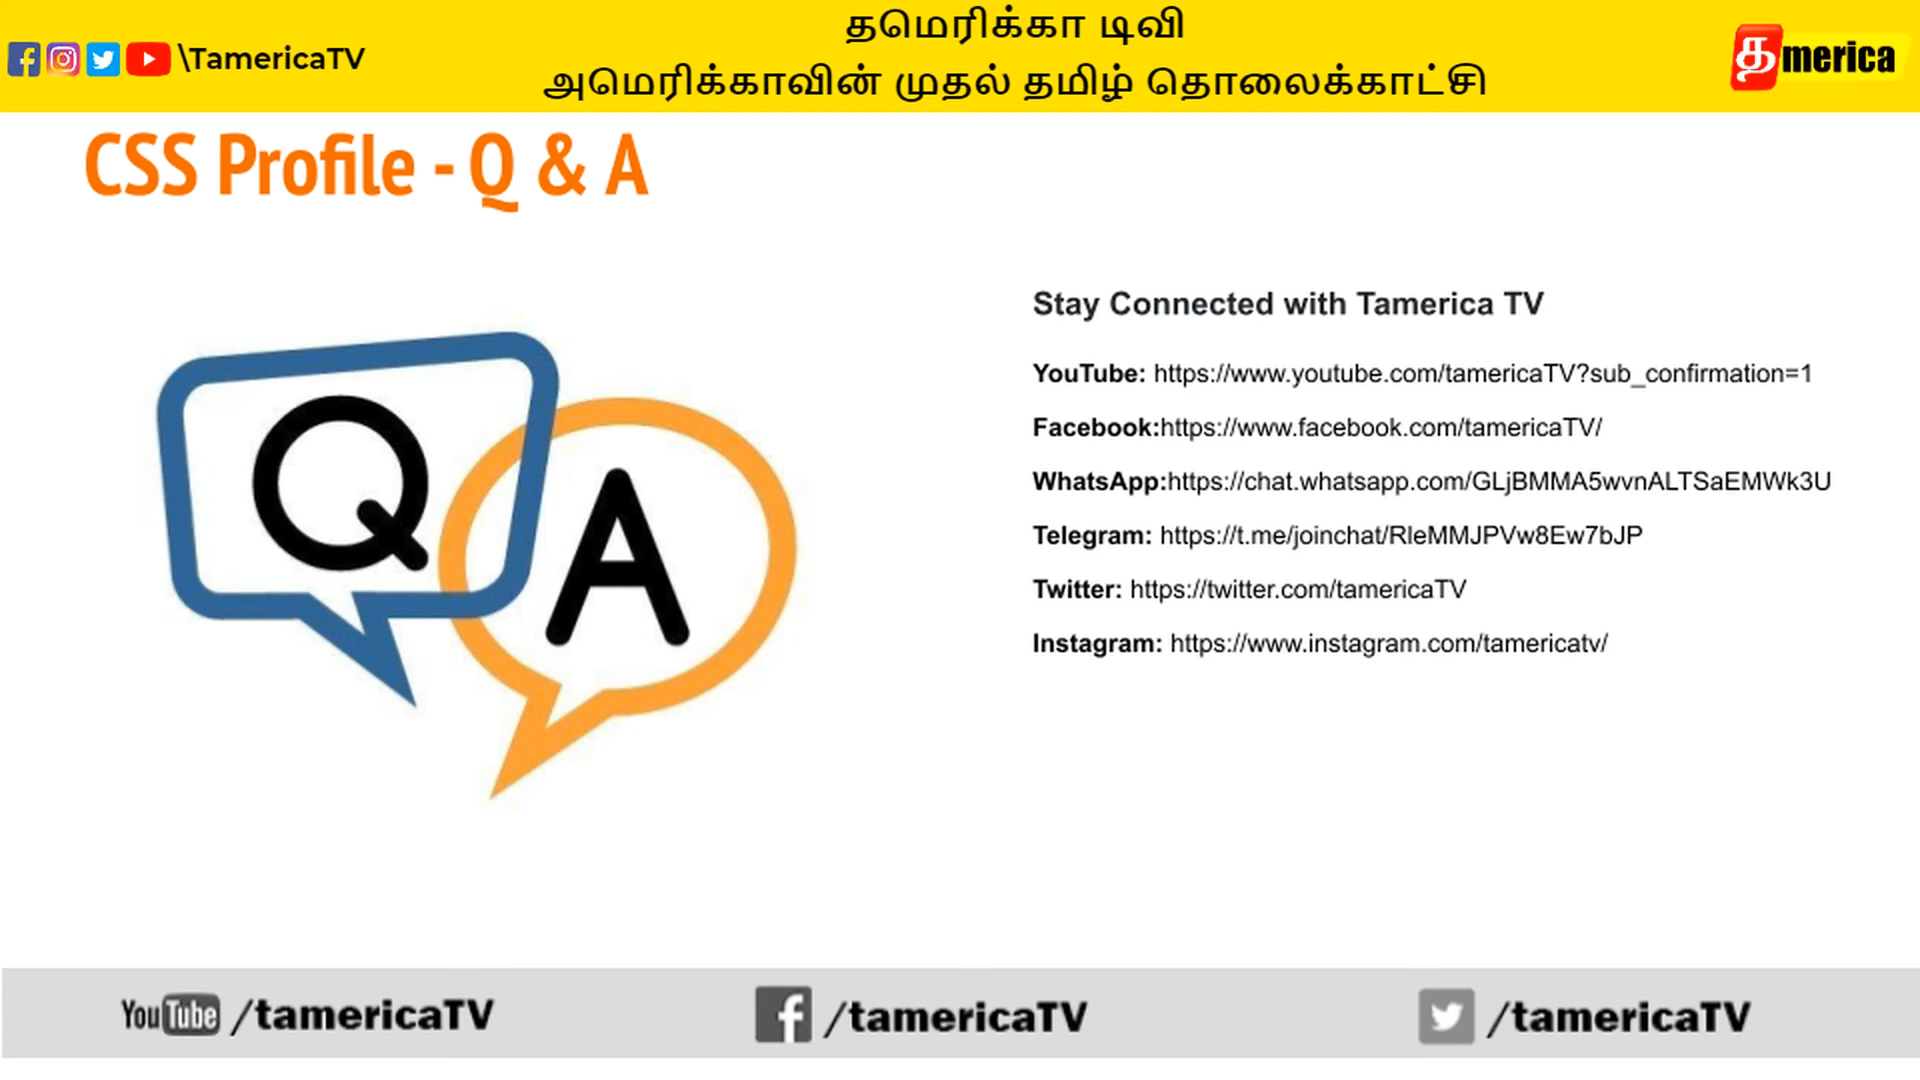 \TamericaTV
தமெரிக்கா டிவி
அமெரிக்காவின் முதல் தமிழ் தொலைக்காட்சி
தmerica
CSS Profile - Q & A
Q
A
Stay Connected with Tamerica TV
YouTube: https://www.youtube.com/tamericaTV?sub_confirmation=1
Facebook:https://www.facebook.com/tamericaTV/
WhatsApp:https://chat.whatsapp.com/GLjBMMA5wvnALTSaEMWk3U
Telegram: https://t.me/joinchat/RleMMJPVw8Ew7bJP
Twitter: https://twitter.com/tamericaTV
Instagram: https://www.instagram.com/tamericatv/
YouTube /tamericaTV
/tamericaTV
/tamericaTV